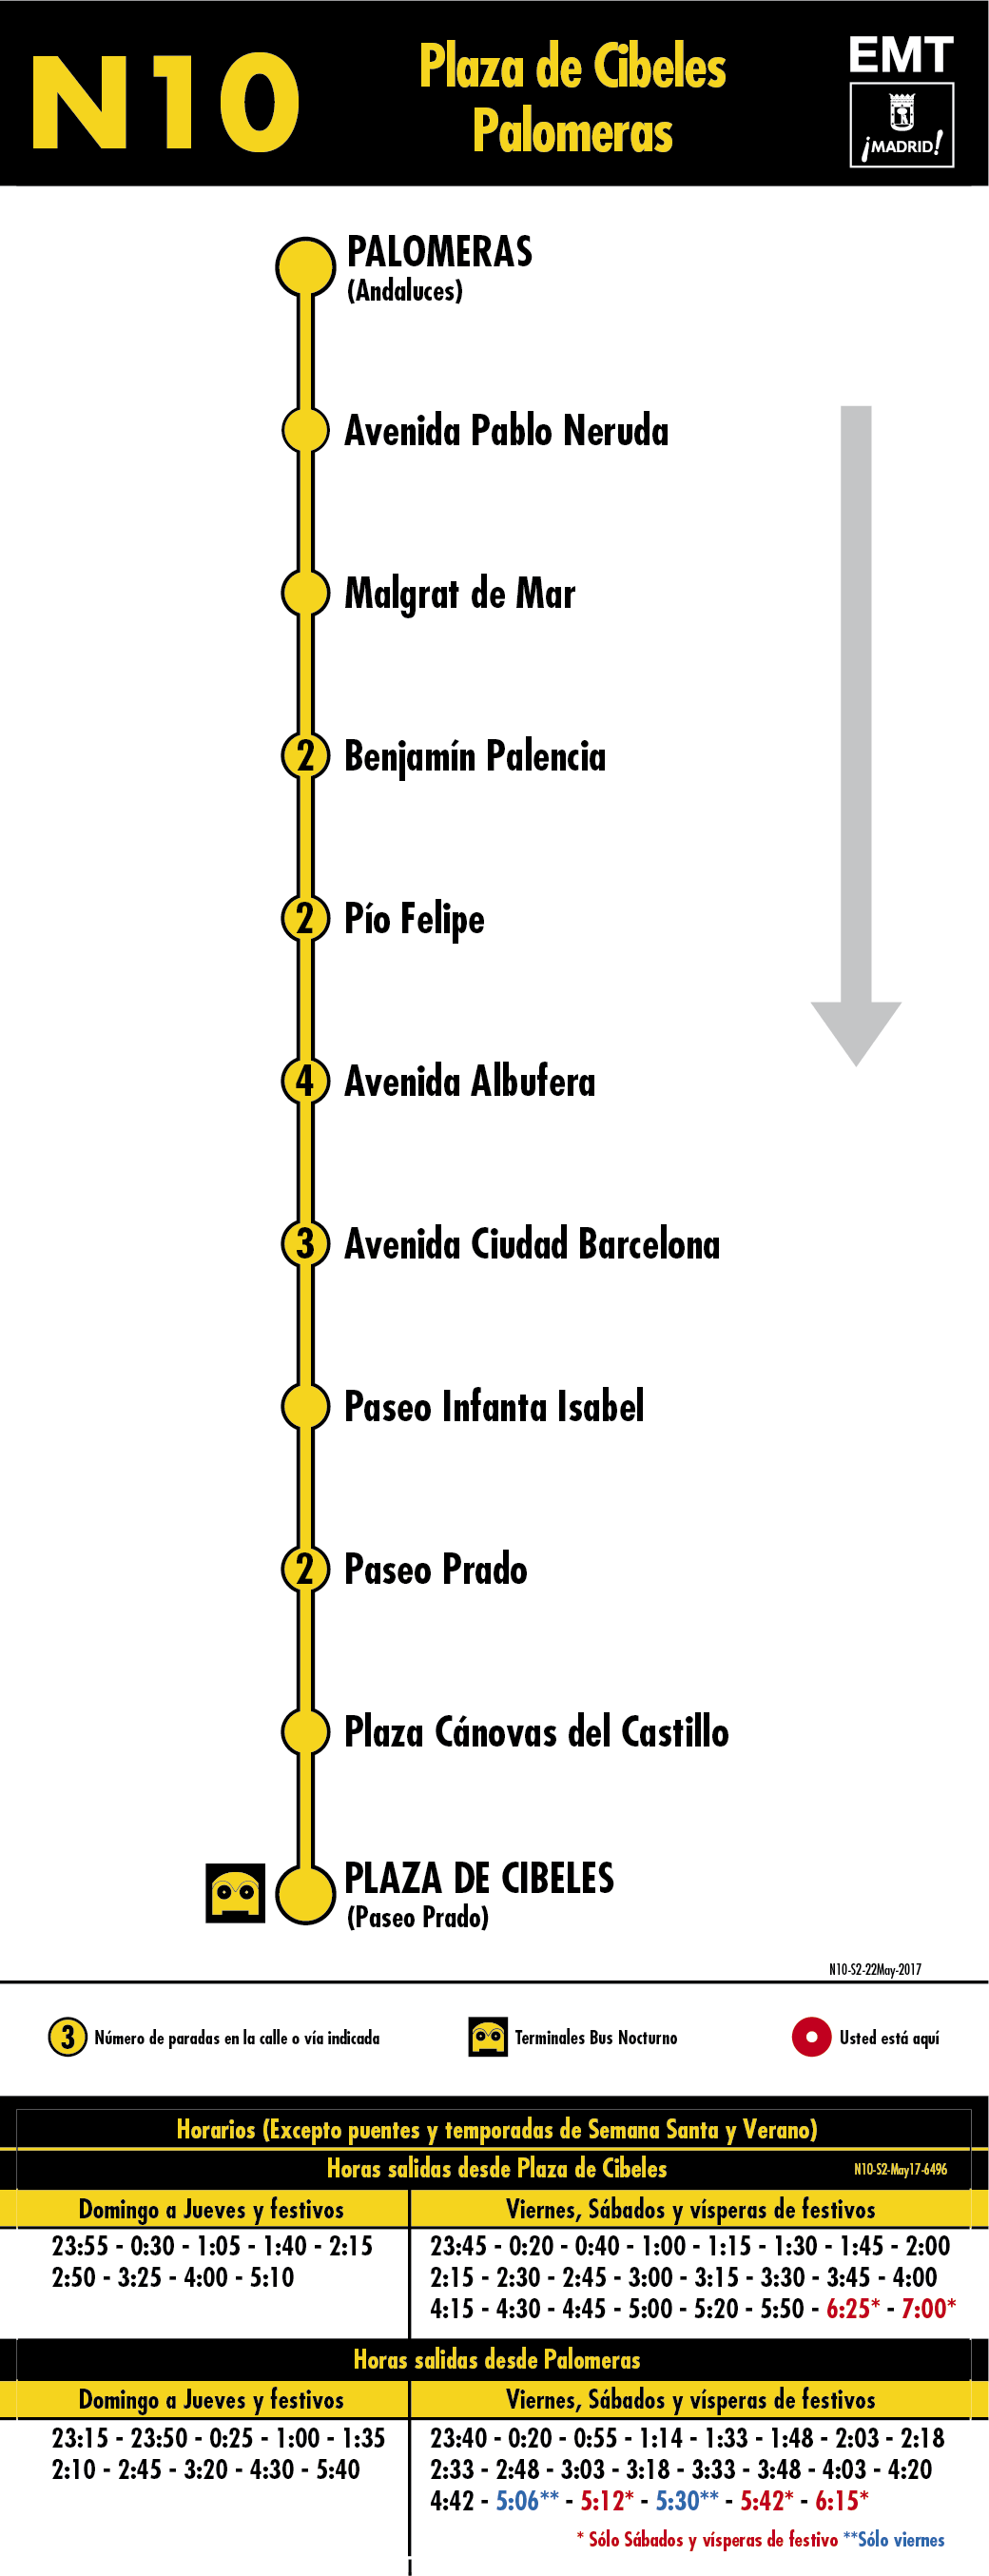 N10
Plaza de Cibeles
Palomeras
EMT
¡MADRID!
PALOMERAS
(Andaluces)
Avenida Pablo Neruda
Malgrat de Mar
2 Benjamín Palencia
2 Pío Felipe
4 Avenida Albufera
3 Avenida Ciudad Barcelona
Paseo Infanta Isabel
2 Paseo Prado
Plaza Cánovas del Castillo
PLAZA DE CIBELES
(Paseo Prado)
N10-S2-22May-2017
3 Número de paradas en la calle o vía indicada
Terminales Bus Nocturno
Usted está aquí
Horarios (Excepto puentes y temporadas de Semana Santa y Verano)
Horas salidas desde Plaza de Cibeles
N10-S2-May17-6496
Domingo a Jueves y festivos
23:55 - 0:30 - 1:05 - 1:40 - 2:15
2:50 - 3:25 - 4:00 - 5:10
Viernes, Sábados y vísperas de festivos
23:45 - 0:20 - 0:40 - 1:00 - 1:15 - 1:30 - 1:45 - 2:00
2:15 - 2:30 - 2:45 - 3:00 - 3:15 - 3:30 - 3:45 - 4:00
4:15 - 4:30 - 4:45 - 5:00 - 5:20 - 5:50 - 6:25* - 7:00*
Horas salidas desde Palomeras
Domingo a Jueves y festivos
23:15 - 23:50 - 0:25 - 1:00 - 1:35
2:10 - 2:45 - 3:20 - 4:30 - 5:40
Viernes, Sábados y vísperas de festivos
23:40 - 0:20 - 0:55 - 1:14 - 1:33 - 1:48 - 2:03 - 2:18
2:33 - 2:48 - 3:03 - 3:18 - 3:33 - 3:48 - 4:03 - 4:20
4:42 - 5:06** - 5:12* - 5:30** - 5:42* - 6:15*
* Sólo Sábados y vísperas de festivo **Sólo viernes